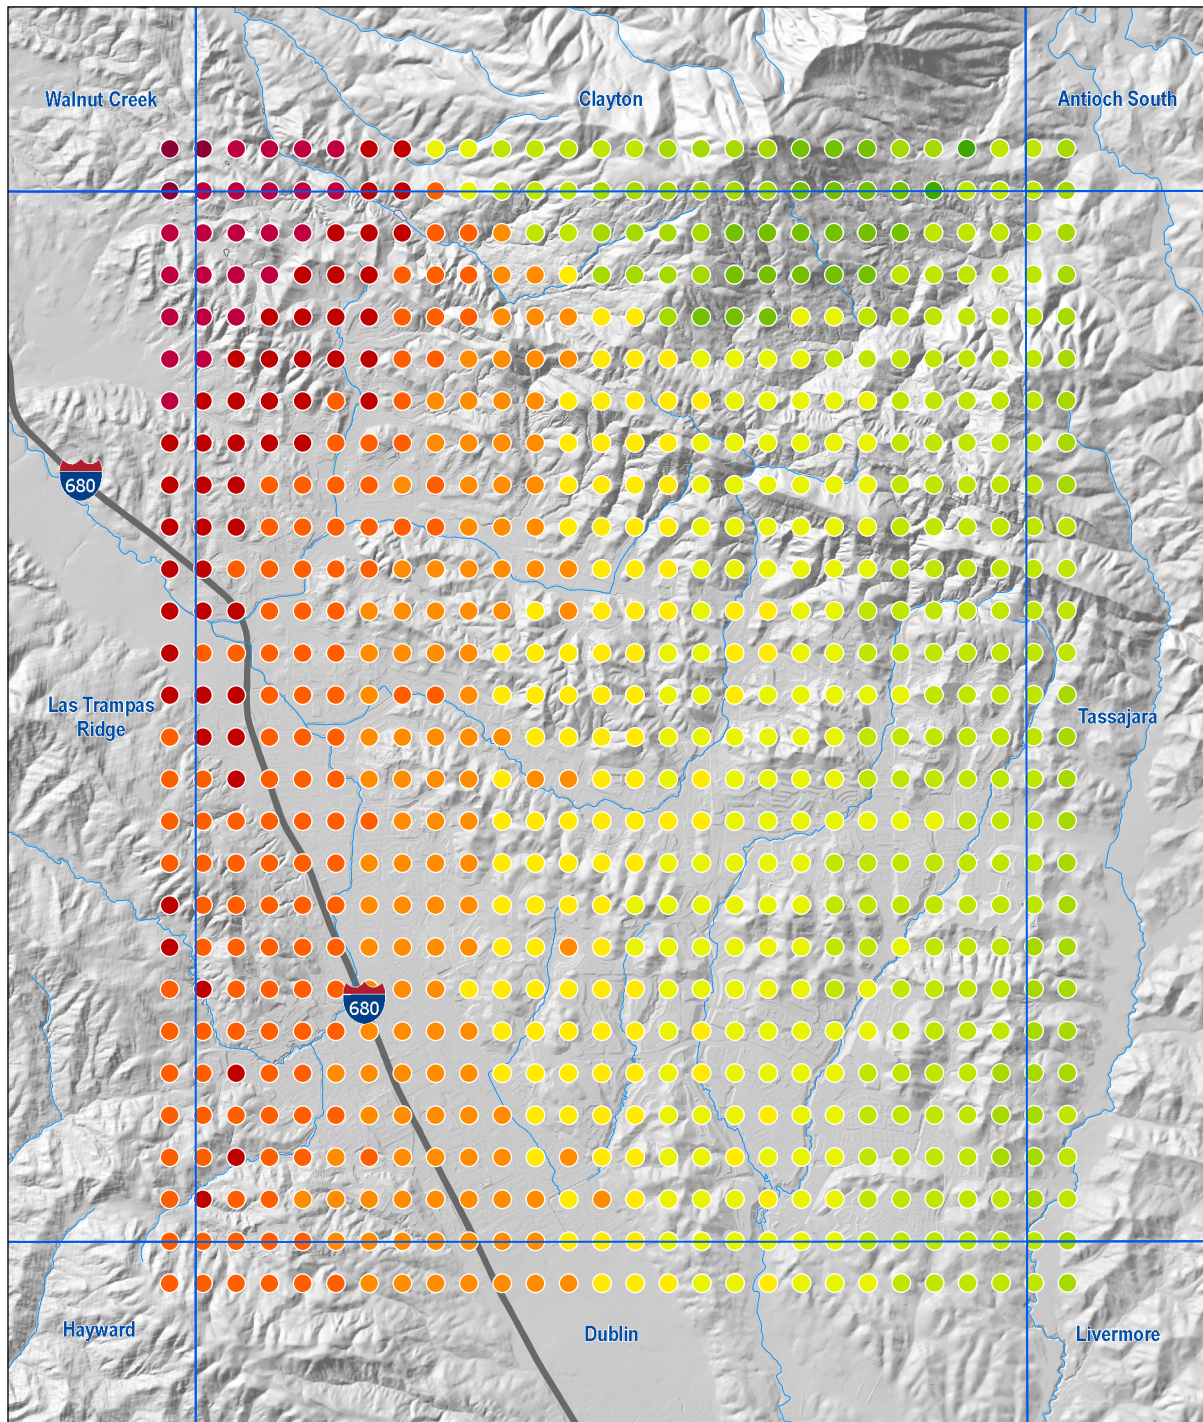 Walnut Creek
Clayton
Antioch South
680
Las Trampas
Ridge
Tassajara
680
Hayward
Dublin
Livermore